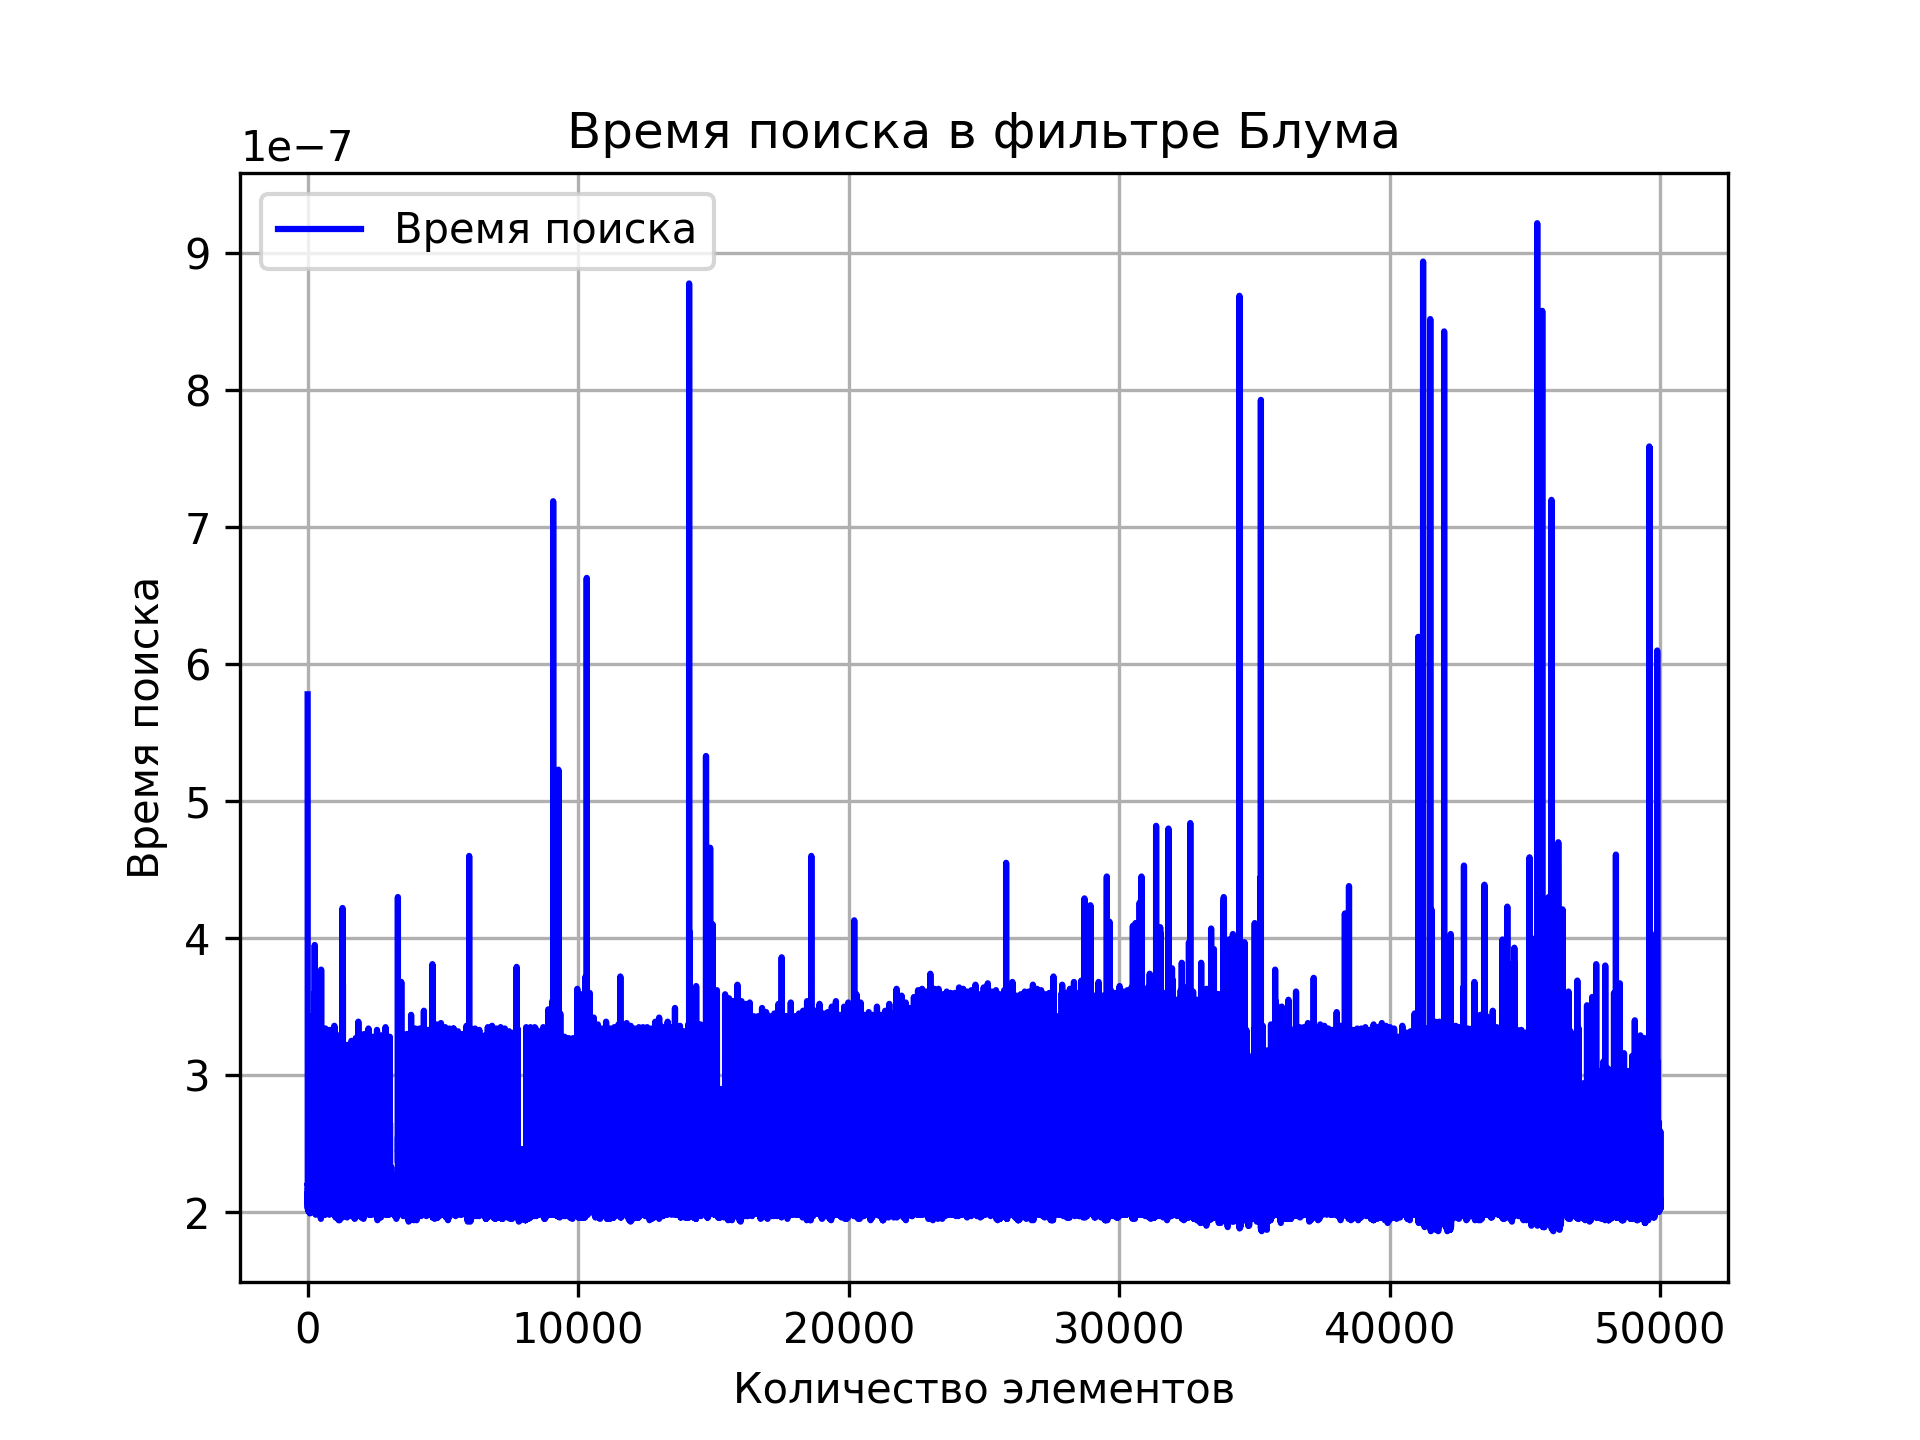 Время поиска в фильтре Блума
1e−7
Время поиска
9
8
7
6
5
4
3
2
Время поиска
0 10000 20000 30000 40000 50000
Количество элементов